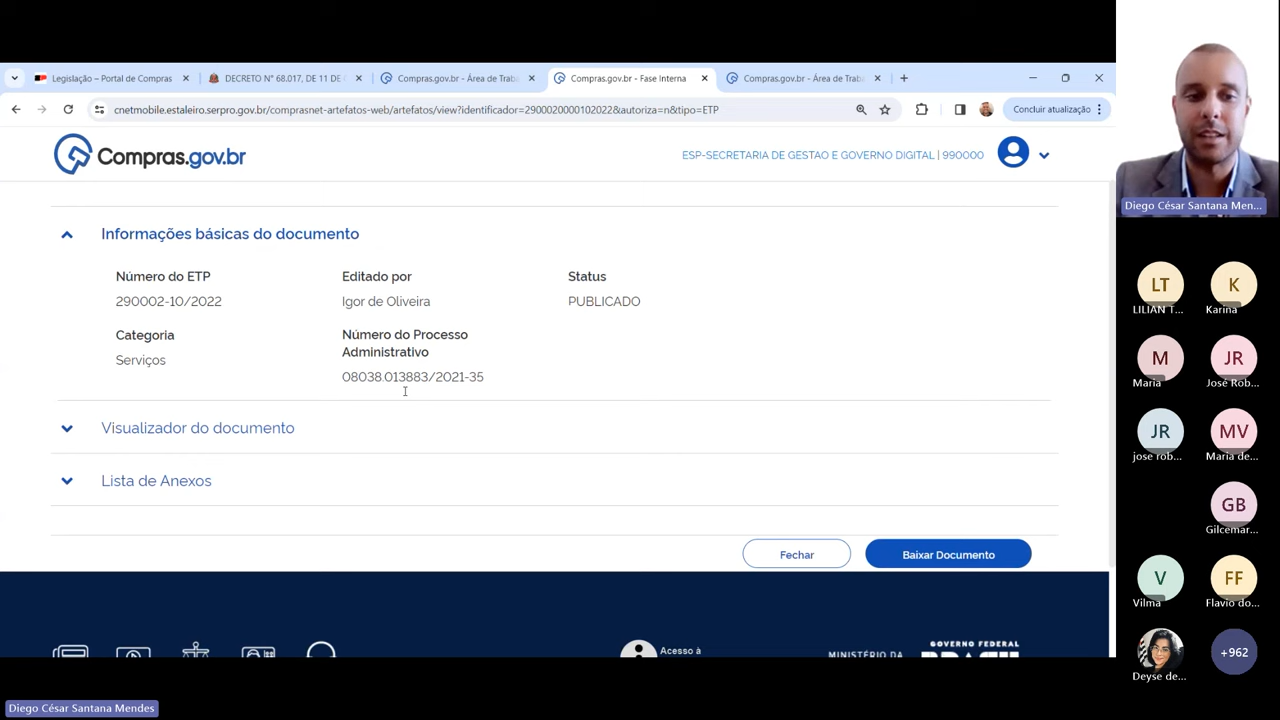 Legislação – Portal de Compras
DECRETO N° 68.017, DE 11 DE
Compras.gov.br - Área de Trab
Compras.gov.br - Fase Interna
Compras.gov.br - Área de Trab
cnetmobile.estaleiro.serpro.gov.br/comprasnet-artefatos-web/artefatos/view?identificador=2900020000102022&autoriza=n&tipo=ETP
Concluir atualização
Compras.gov.br
ESP-SECRETARIA DE GESTAO E GOVERNO DIGITAL | 990000
Informações básicas do documento
Número do ETP
Editado por
Status
290002-10/2022
Igor de Oliveira
PUBLICADO
Categoria
Número do Processo
Administrativo
Serviços
08038.013883/2021-35
Visualizador do documento
Lista de Anexos
Fechar
Baixar Documento
Acesso à
MINISTÉRIO DA
GOVERNO FEDERAL
Diego César Santana Mendes
Diego César Santana Men...
LT
LILIAN T...
K
Karina
M
Maria
JR
José Rob...
JR
jose rob...
MV
Maria de...
GB
Gilcemar...
V
Vilma
FF
Flavio do...
Deyse de...
+962